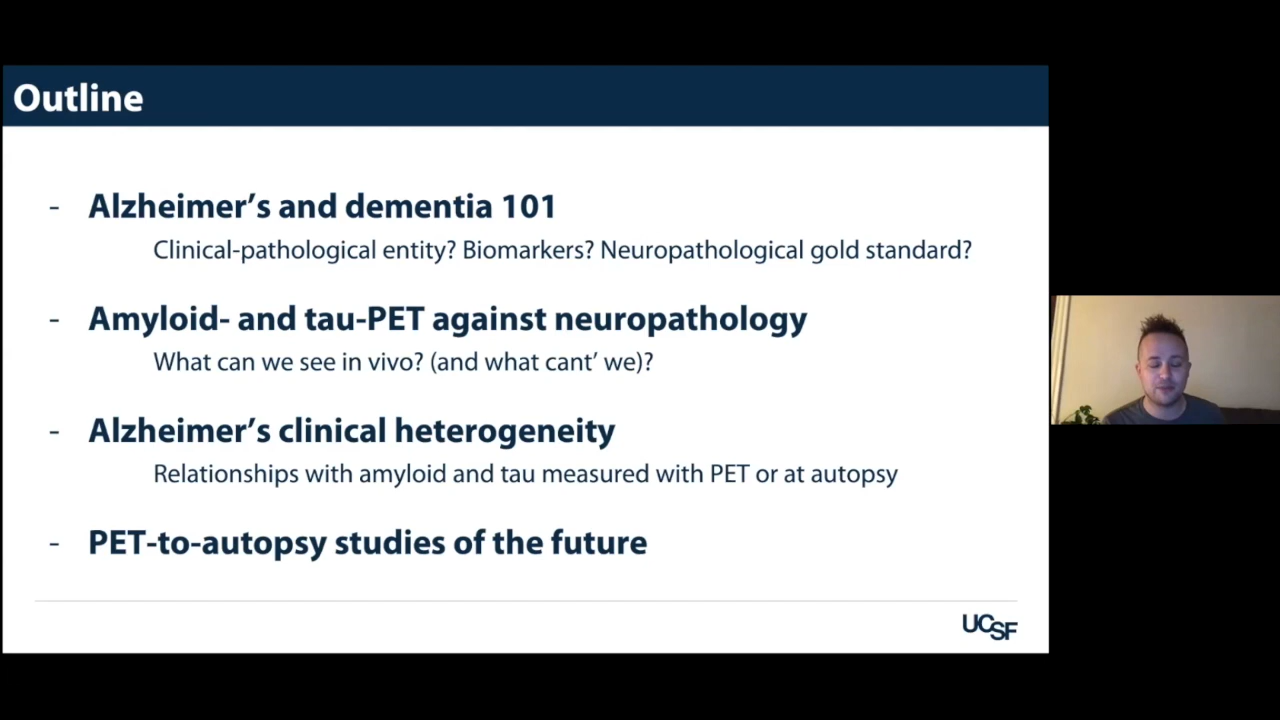 Outline
- Alzheimer's and dementia 101
Clinical-pathological entity? Biomarkers? Neuropathological gold standard?
- Amyloid- and tau-PET against neuropathology
What can we see in vivo? (and what cant' we)?
- Alzheimer's clinical heterogeneity
Relationships with amyloid and tau measured with PET or at autopsy
- PET-to-autopsy studies of the future
UCSF